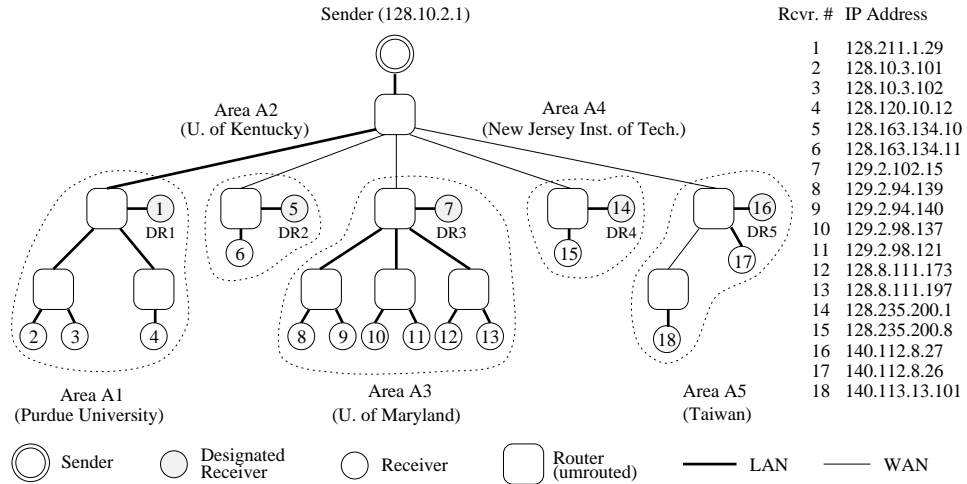 Sender (128.10.2.1)
Rcvr. # IP Address
1 128.211.1.29
2 128.10.3.101
3 128.10.3.102
4 128.120.10.12
5 128.163.134.10
6 128.163.134.11
7 129.2.102.15
8 129.2.94.139
9 129.2.94.140
10 129.2.98.137
11 129.2.98.121
12 128.8.111.173
13 128.8.111.197
14 128.235.200.1
15 128.235.200.8
16 140.112.8.27
17 140.112.8.26
18 140.113.13.101
Area A2
(U. of Kentucky)
Area A4
(New Jersey Inst. of Tech.)
1
DR1
5
DR2
6
7
DR3
14
DR4
15
16
DR5
17
2
3
4
8
9
10
11
12
13
18
Area A1
(Purdue University)
Area A3
(U. of Maryland)
Area A5
(Taiwan)
Sender
Designated
Receiver
Receiver
Router
(umrouted)
LAN
WAN